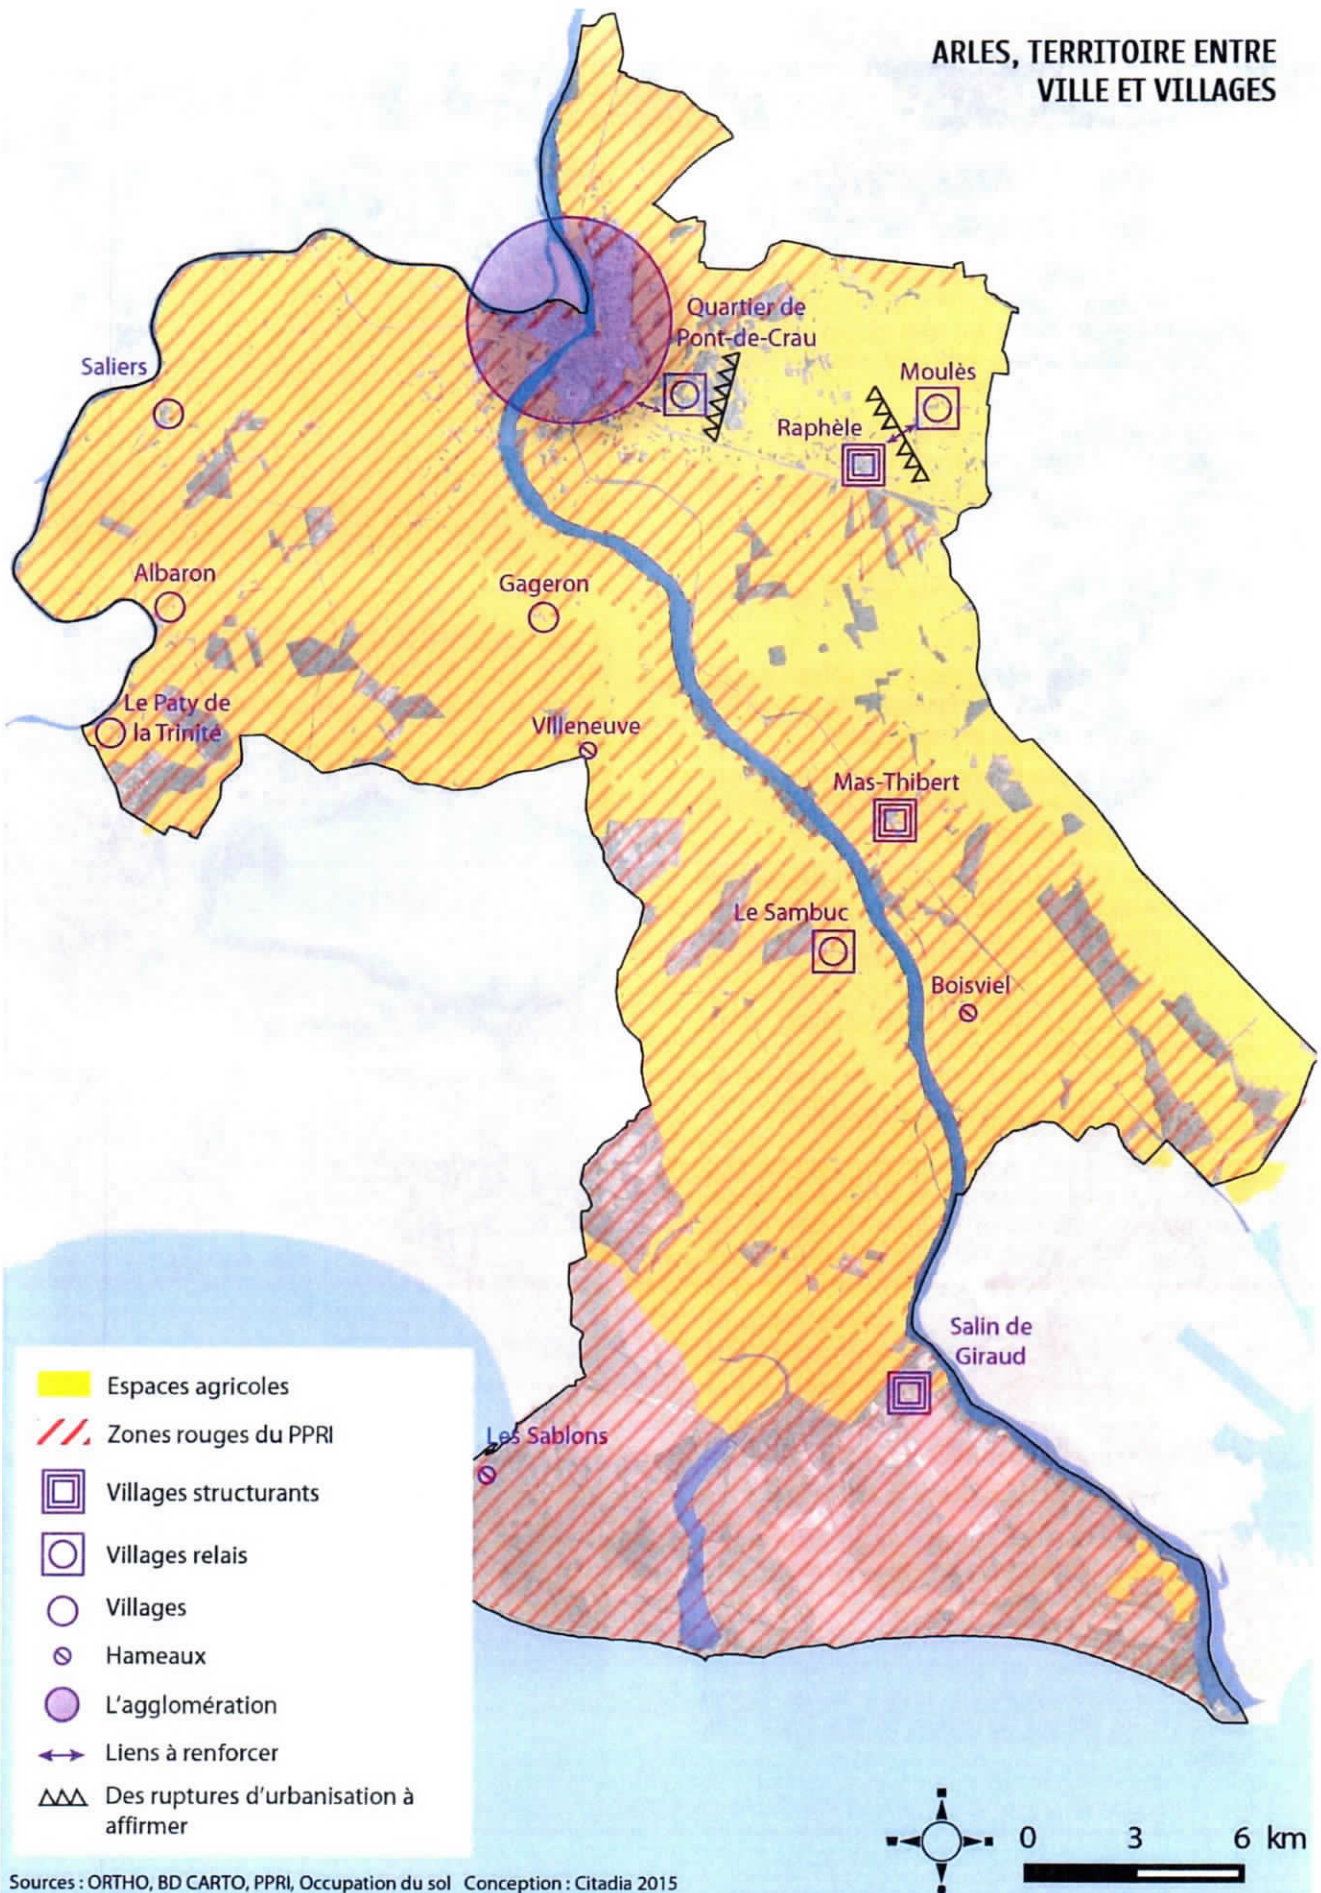 ARLES, TERRITOIRE ENTRE
VILLE ET VILLAGES
Quartier de
Pont-de-Crau
Saliers
Moulès
Raphèle
Albaron
Gageron
Le Paty de
la Trinité
Villeneuve
Mas-Thibert
Le Sambuc
Boisviel
Salin de
Giraud
Les Sablons
Espaces agricoles
Zones rouges du PPRI
Villages structurants
Villages relais
Villages
Hameaux
L'agglomération
Liens à renforcer
Des ruptures d'urbanisation à
affirmer
0 3 6 km
Sources : ORTHO, BD CARTO, PPRI, Occupation du sol Conception : Citadia 2015